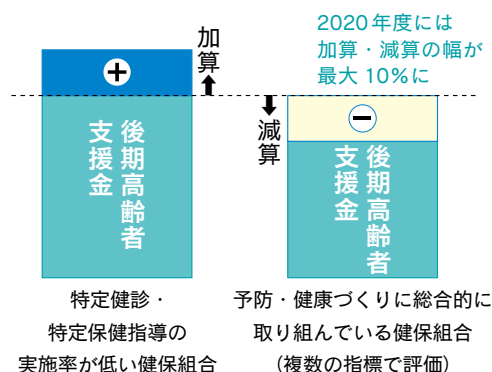 2020年度には
加算・減算の幅が
最大10%に
加算
+
後期高齢者
支援金
減算
−
後期高齢者
支援金
特定健診・
特定保健指導の
実施率が低い健保組合
予防・健康づくりに総合的に
取り組んでいる健保組合
(複数の指標で評価)